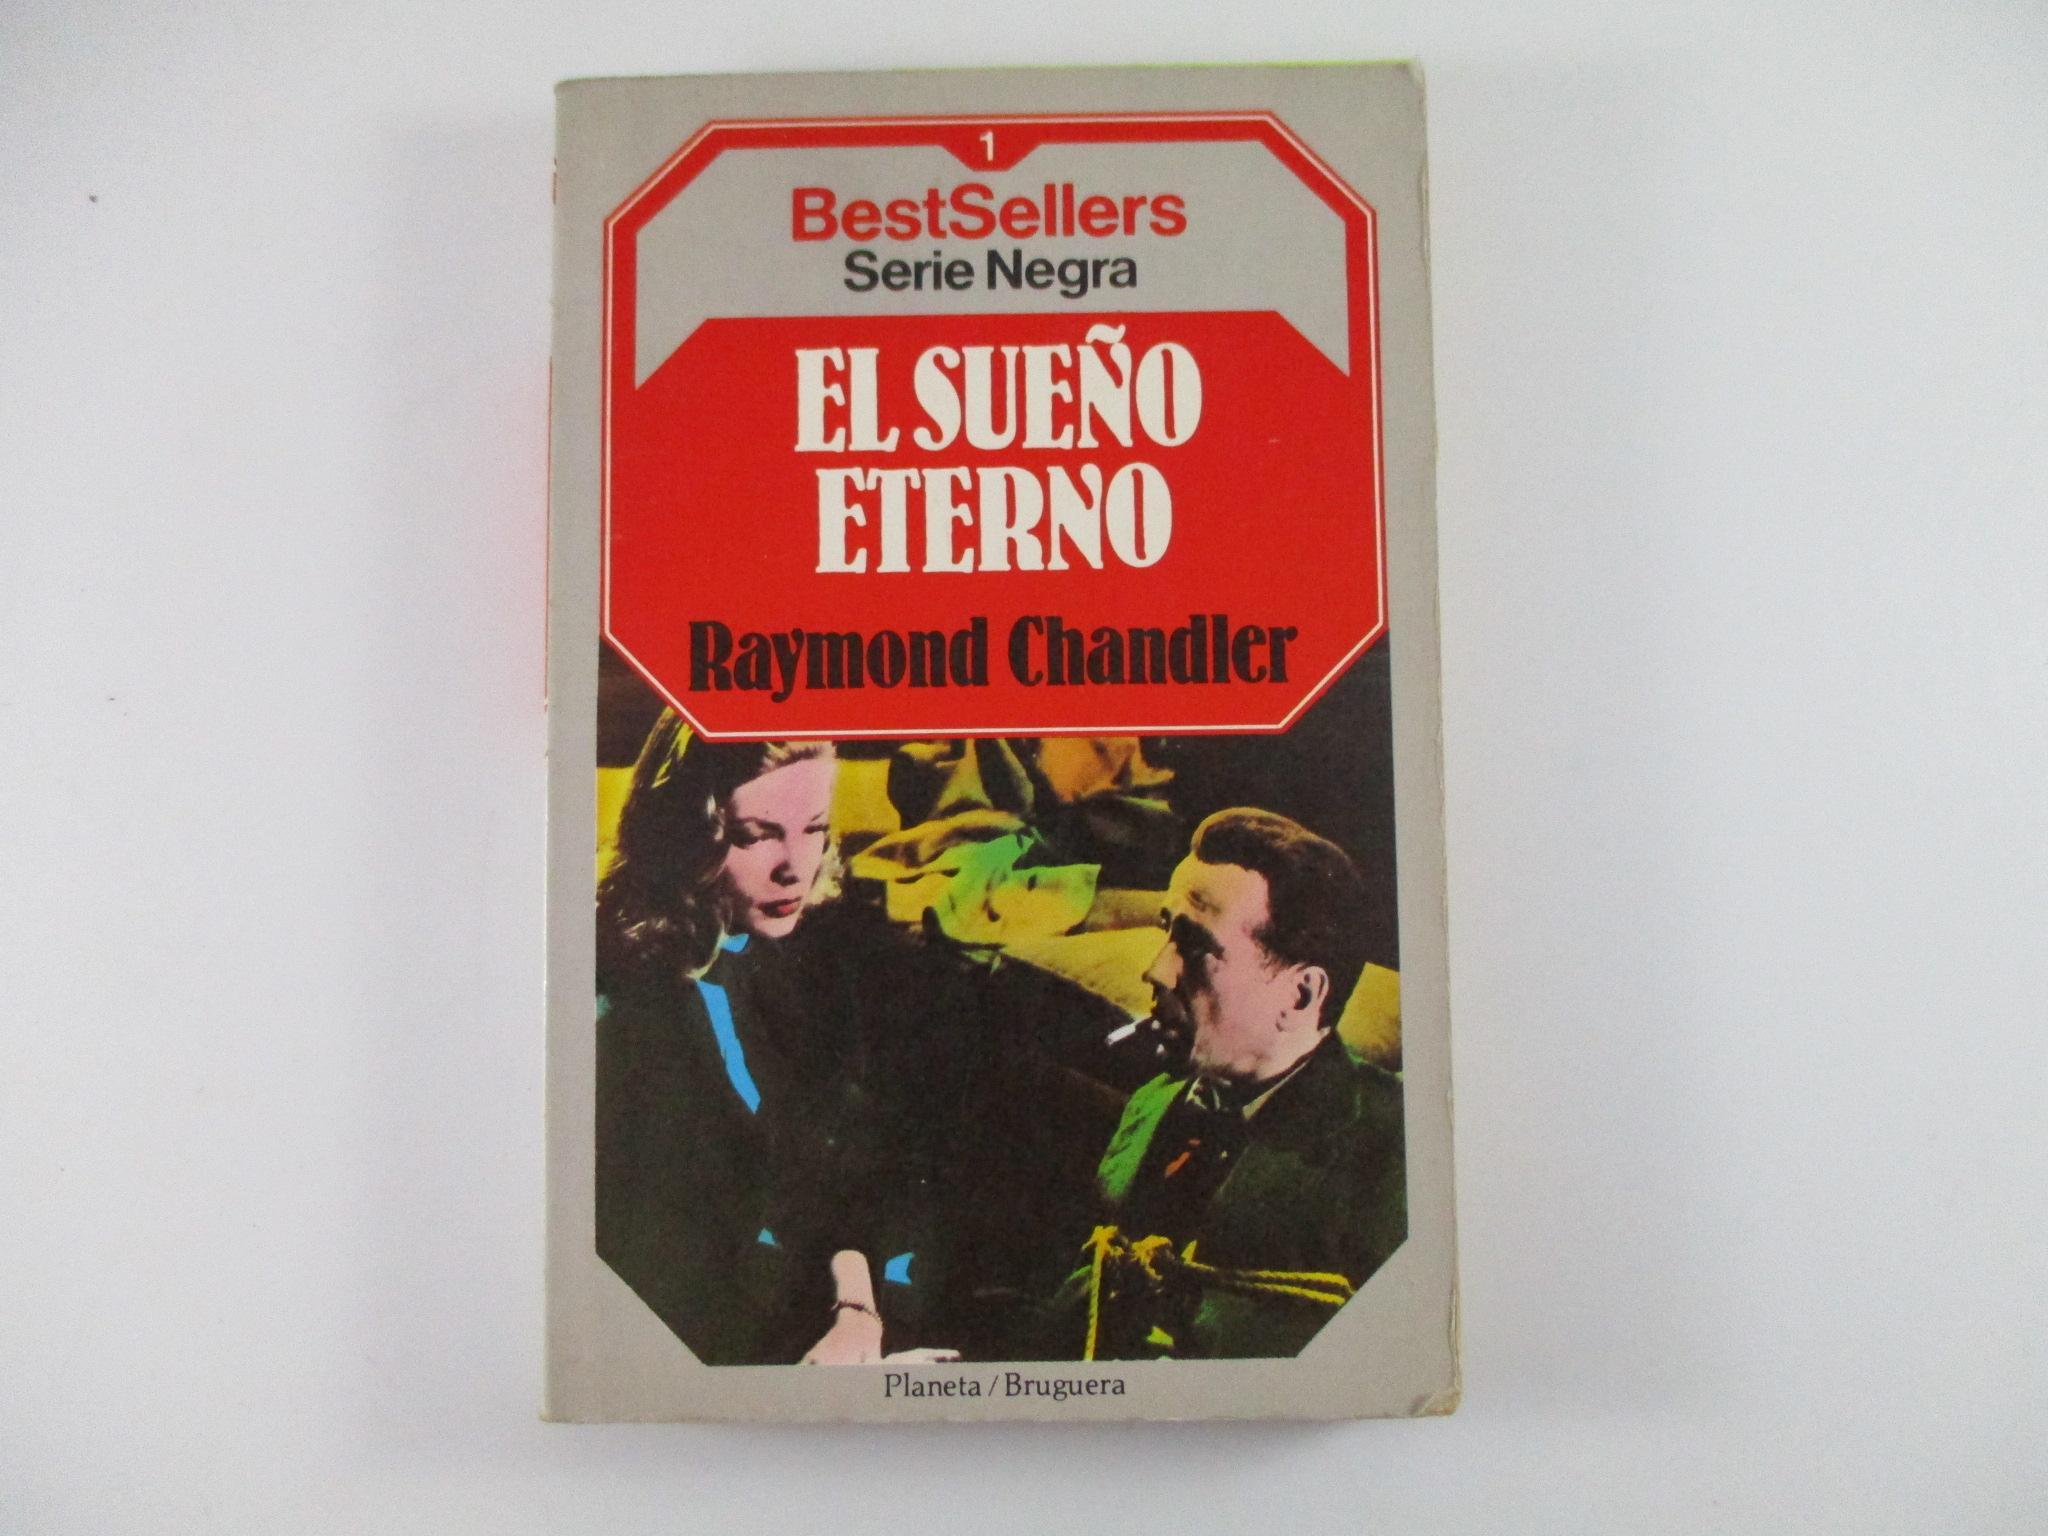 1
BestSellers
Serie Negra
EL SUEÑO
ETERNO
Raymond Chandler
Planeta / Bruguera